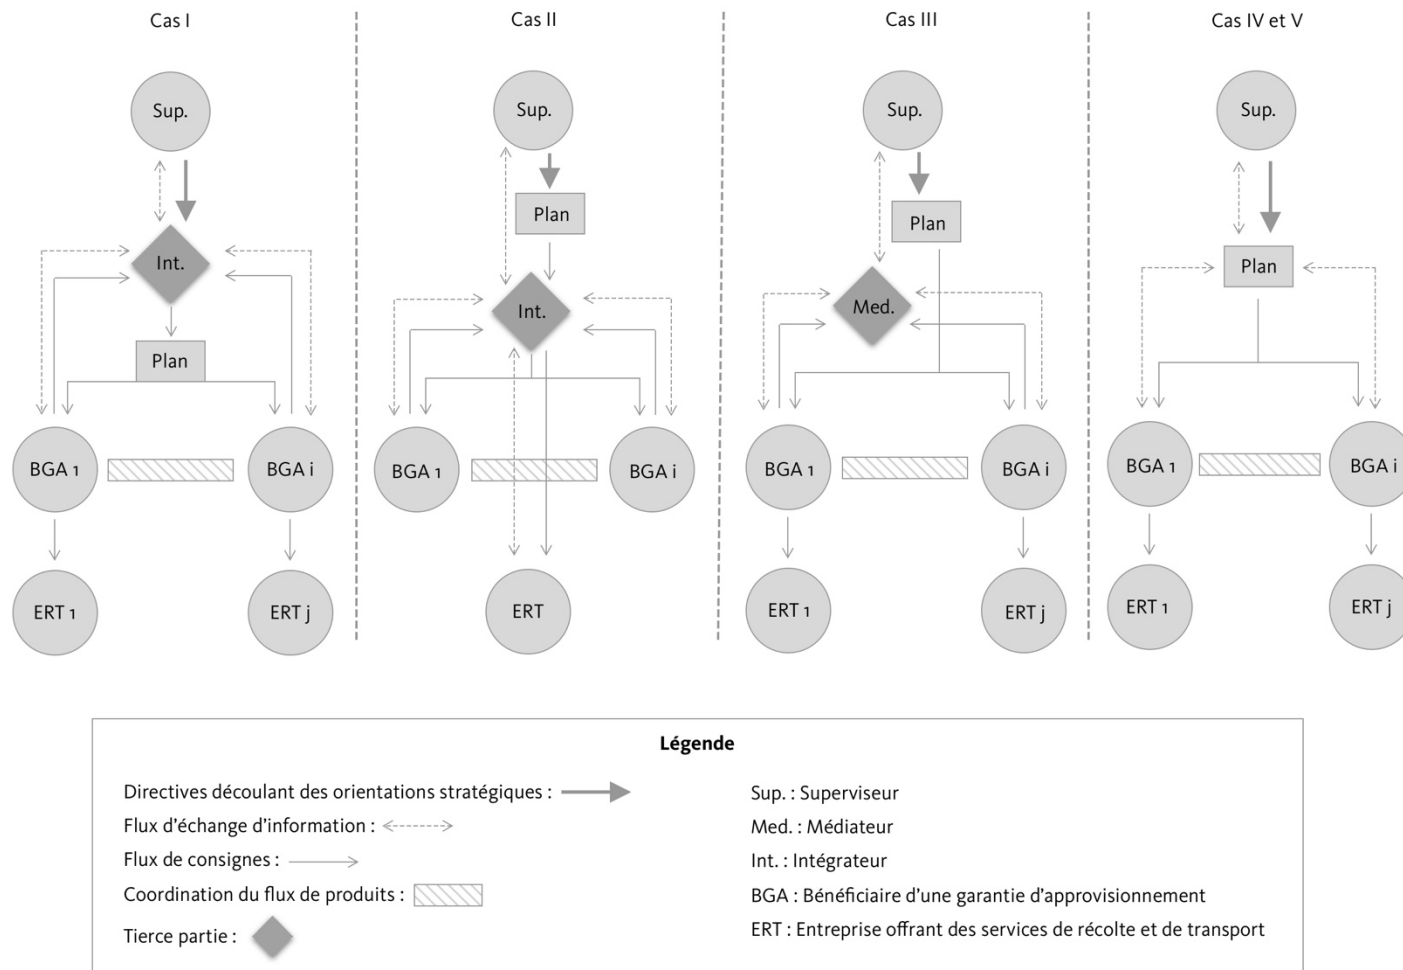 Cas I
Cas II
Cas III
Cas IV et V
Sup.
Int.
Plan
BGA 1
BGA i
ERT 1
ERT j
Sup.
Plan
Int.
BGA 1
BGA i
ERT
Sup.
Plan
Med.
BGA 1
BGA i
ERT 1
ERT j
Sup.
Plan
BGA 1
BGA i
ERT 1
ERT j
Légende
Directives découlant des orientations stratégiques :
Flux d'échange d'information :
Flux de consignes :
Coordination du flux de produits :
Tierce partie :
Sup. : Superviseur
Med. : Médiateur
Int. : Intégrateur
BGA : Bénéficiaire d'une garantie d'approvisionnement
ERT : Entreprise offrant des services de récolte et de transport